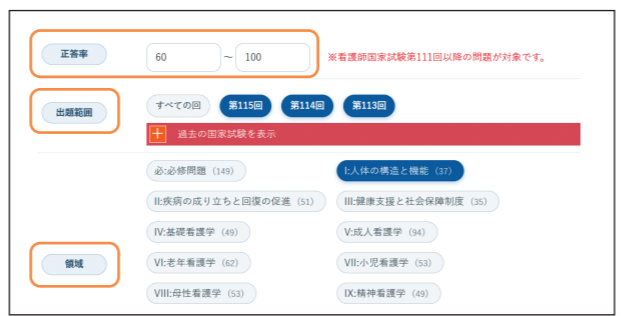 正答率 60 ～ 100 ※看護師国家試験第111回以降の問題が対象です。
出題範囲 すべての回 第115回 第114回 第113回
＋ 過去の国家試験を表示
必:必修問題（149） I:人体の構造と機能（37）
II:疾病の成り立ちと回復の促進（51） III:健康支援と社会保障制度（35）
IV:基礎看護学（49） V:成人看護学（94）
領域 VI:老年看護学（62） VII:小児看護学（53）
VIII:母性看護学（53） IX:精神看護学（49）